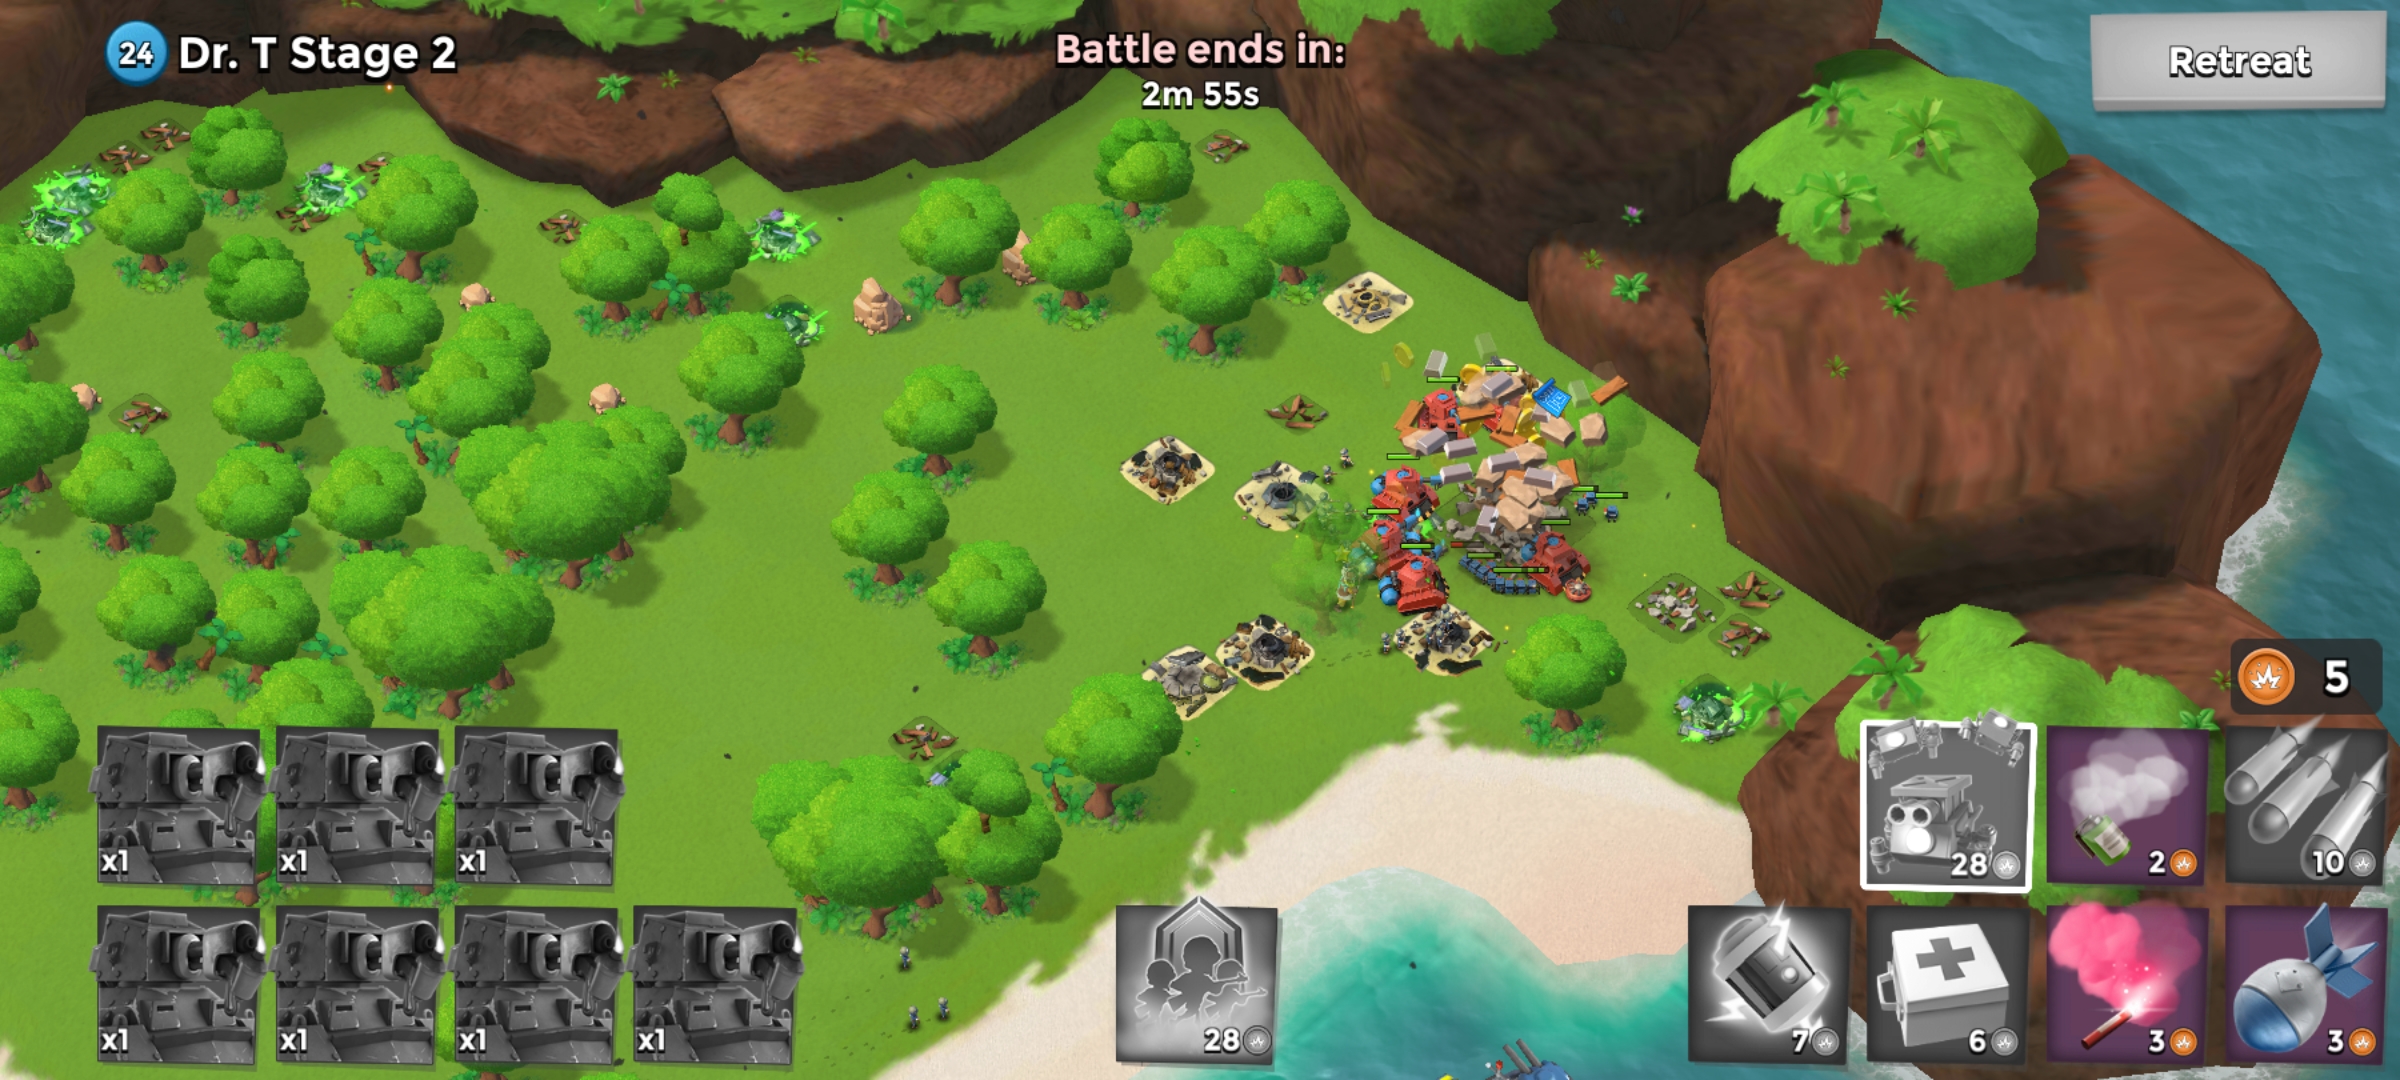 24 Dr. T Stage 2
Battle ends in:
2m 55s
Retreat
5
x1 x1 x1
28 2 10
x1 x1 x1 x1
28 7 6 3 3